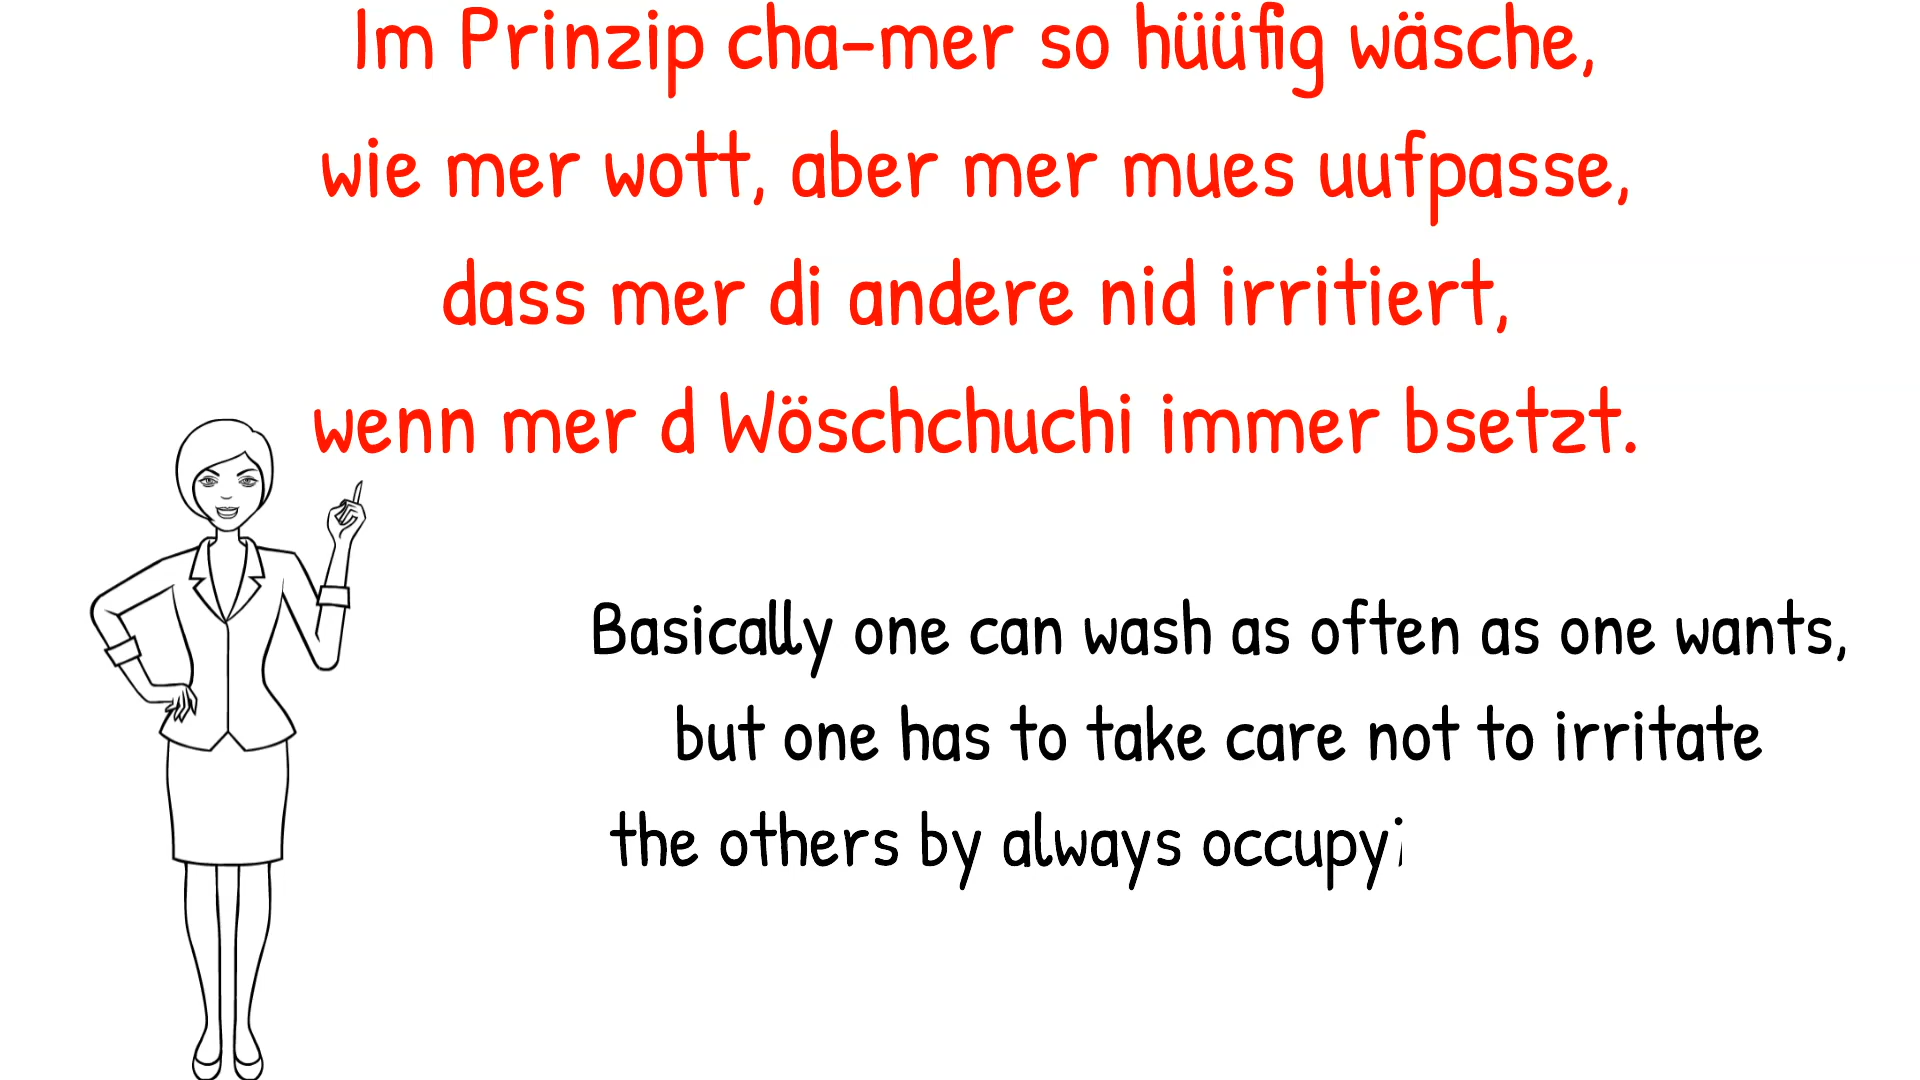 Im Prinzip cha-mer so hüüfig wäsche,
wie mer wott, aber mer mues uufpasse,
dass mer di andere nid irritiert,
wenn mer d Wöschchuchi immer bsetzt.
Basically one can wash as often as one wants,
but one has to take care not to irritate
the others by always occupyi